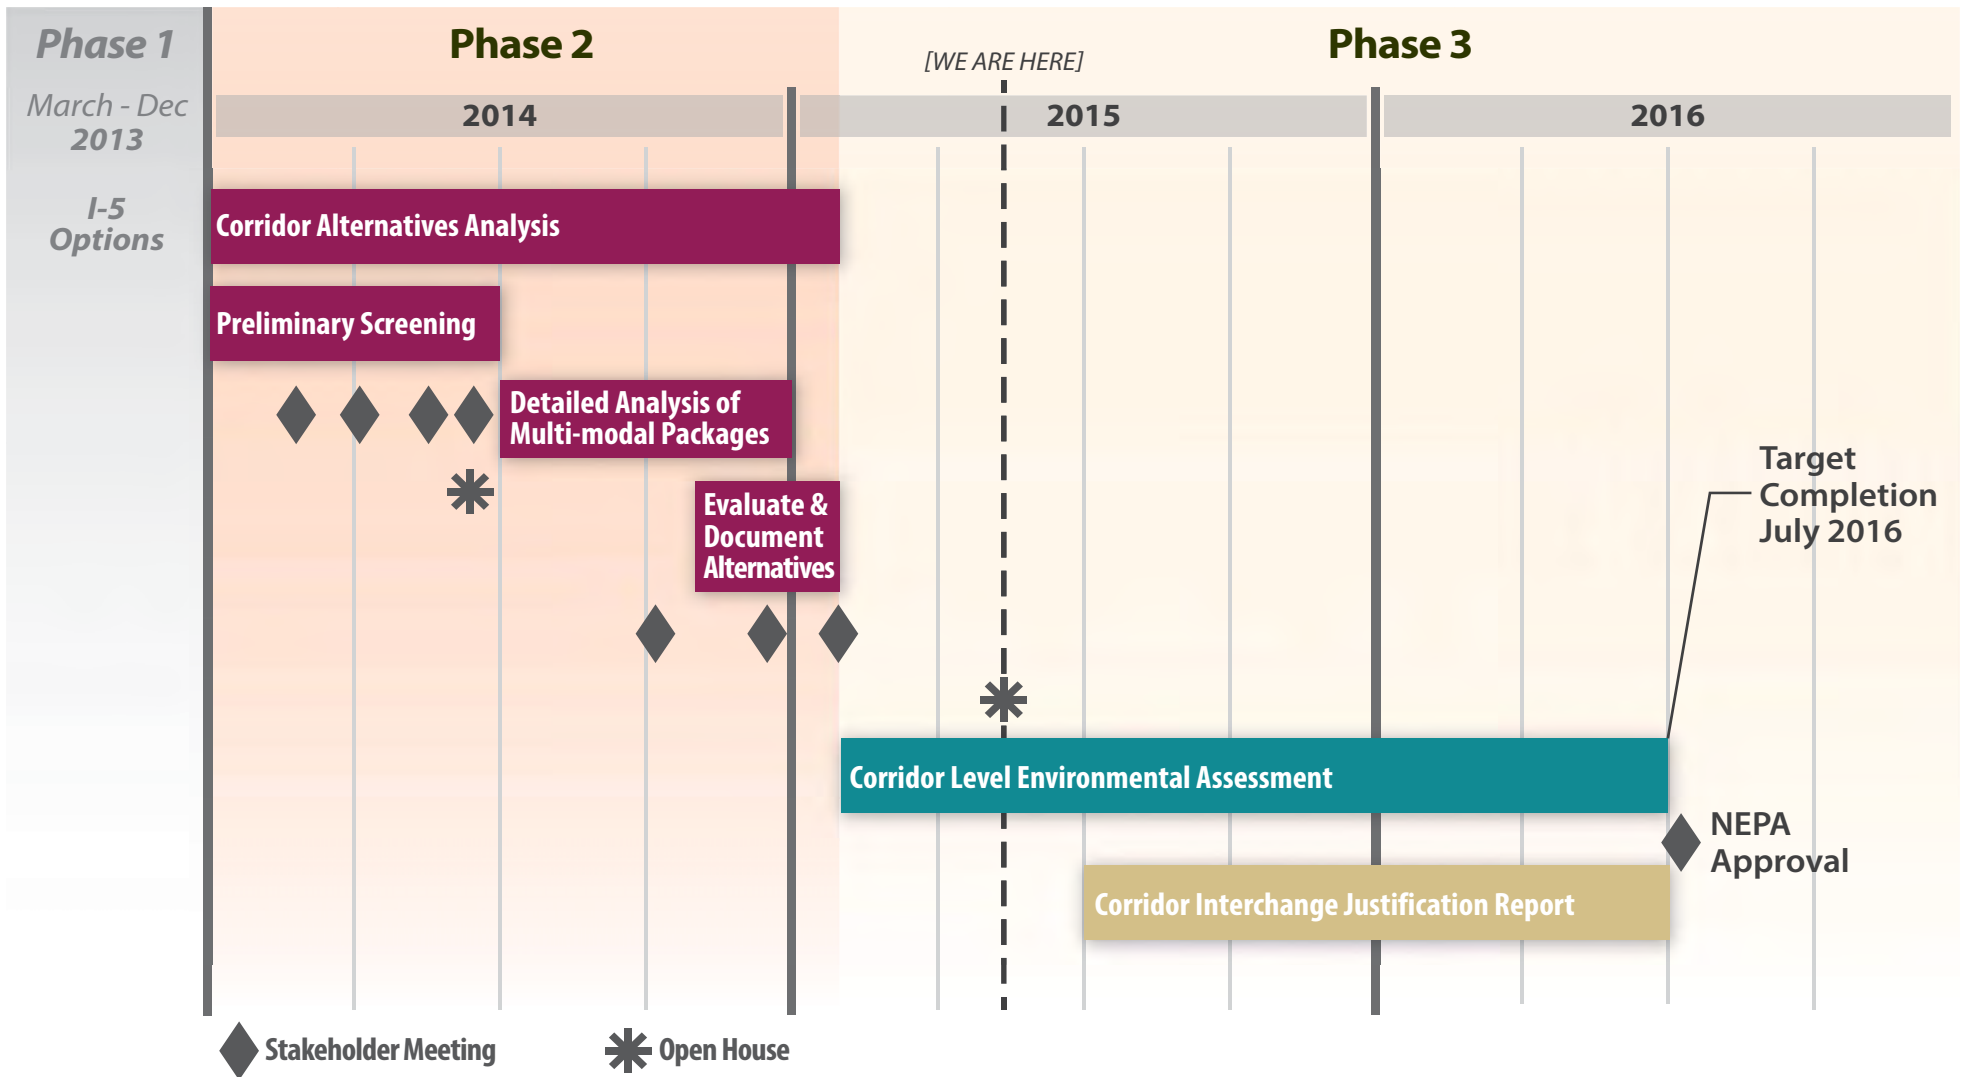 Phase 1
Phase 2
Phase 3
[WE ARE HERE]
March - Dec
2013
2014
2015
2016
I-5
Options
Corridor Alternatives Analysis
Preliminary Screening
Detailed Analysis of
Multi-modal Packages
Evaluate &
Document
Alternatives
Target
Completion
July 2016
Corridor Level Environmental Assessment
NEPA
Approval
Corridor Interchange Justification Report
Stakeholder Meeting
Open House